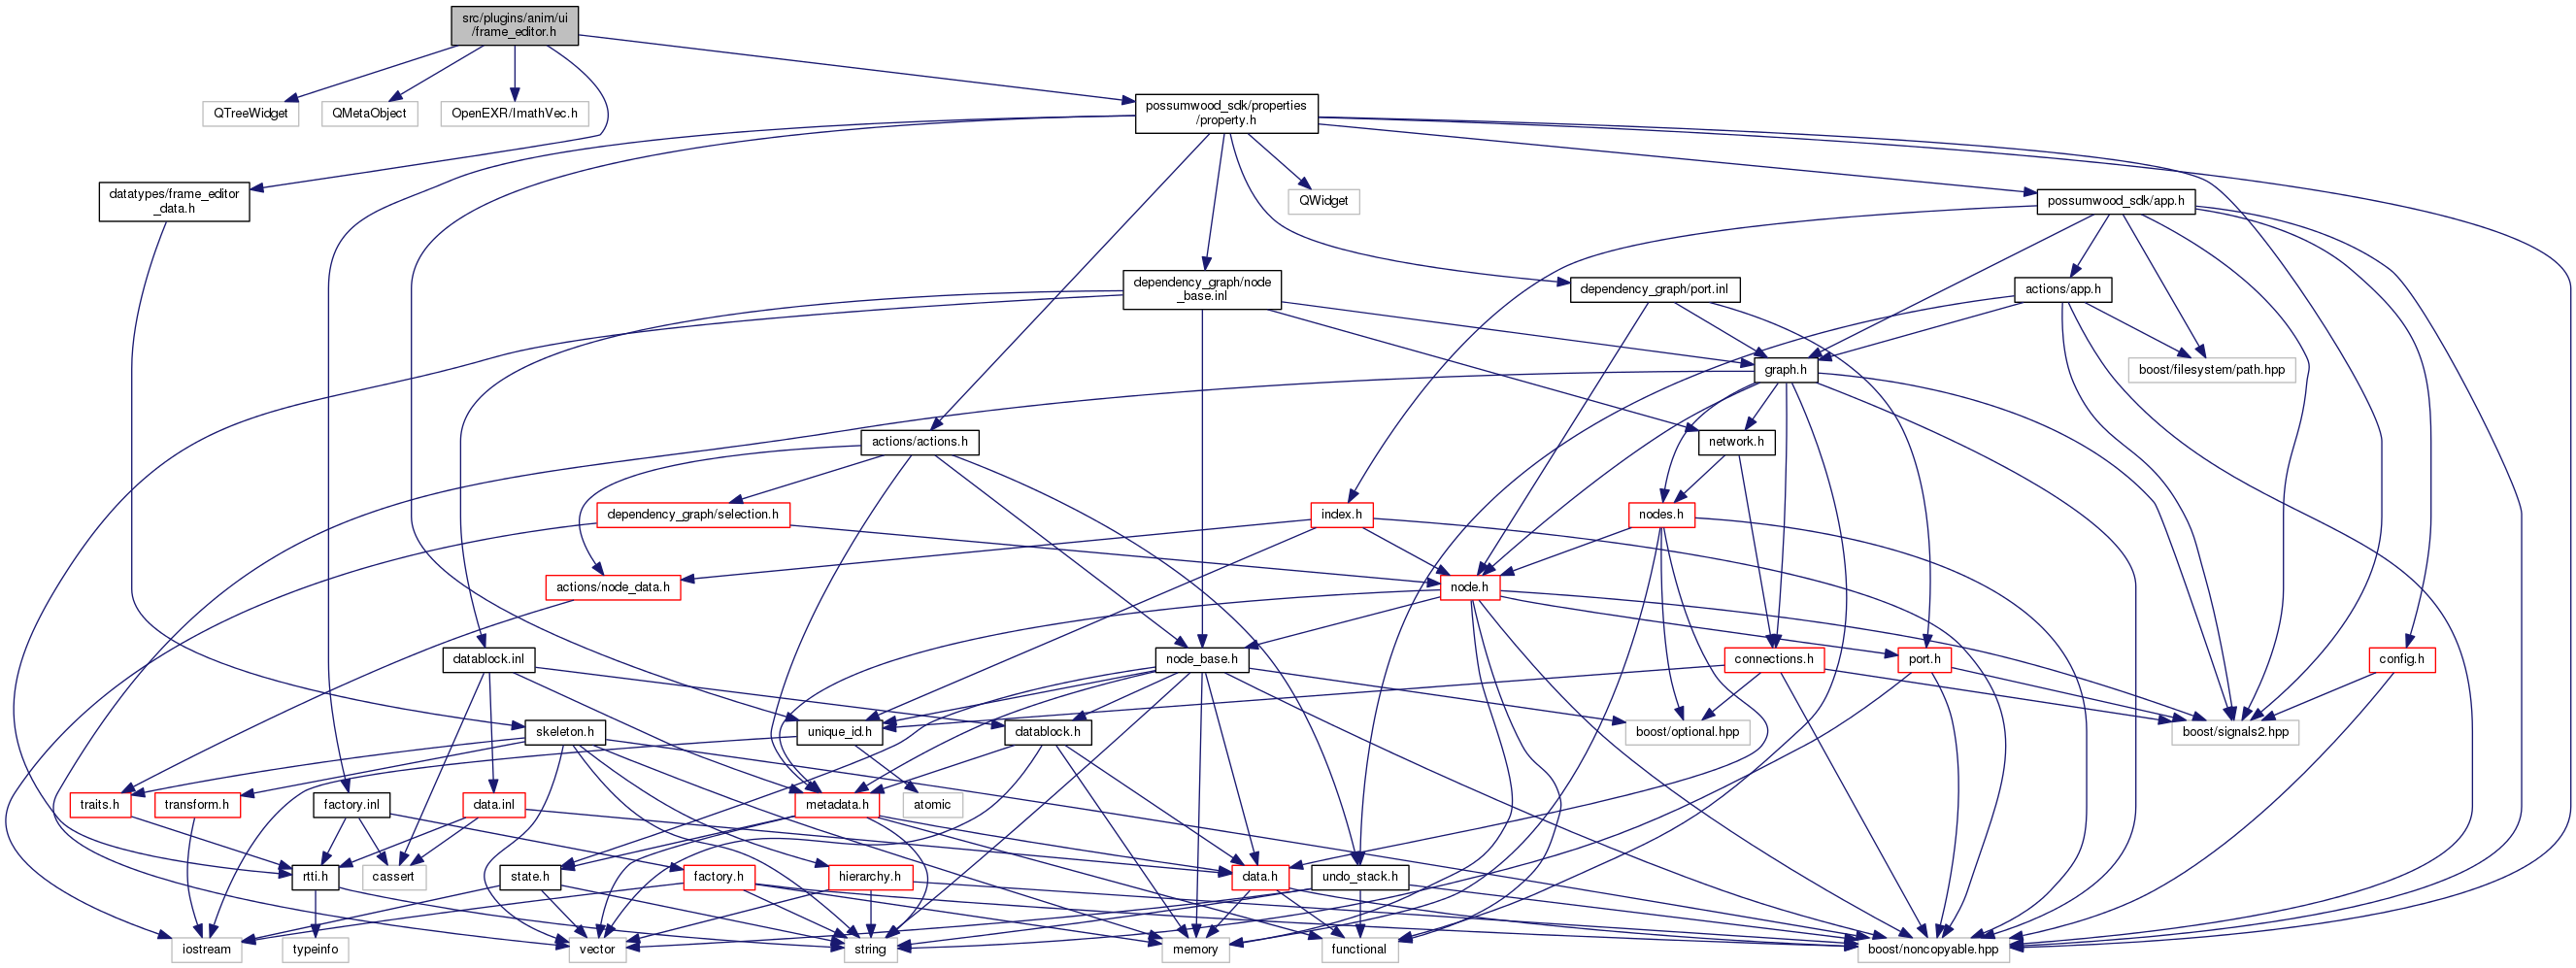 src/plugins/anim/ui
/frame_editor.h
QTreeWidget
QMetaObject
OpenEXR/ImathVec.h
possumwood_sdk/properties
/property.h
datatypes/frame_editor
_data.h
QWidget
possumwood_sdk/app.h
dependency_graph/node
_base.inl
dependency_graph/port.inl
actions/app.h
graph.h
boost/filesystem/path.hpp
actions/actions.h
network.h
dependency_graph/selection.h
index.h
nodes.h
actions/node_data.h
node.h
datablock.inl
node_base.h
connections.h
port.h
config.h
skeleton.h
unique_id.h
datablock.h
boost/optional.hpp
boost/signals2.hpp
traits.h
transform.h
factory.inl
data.inl
metadata.h
atomic
rtti.h
cassert
state.h
factory.h
hierarchy.h
data.h
undo_stack.h
iostream
typeinfo
vector
string
memory
functional
boost/noncopyable.hpp